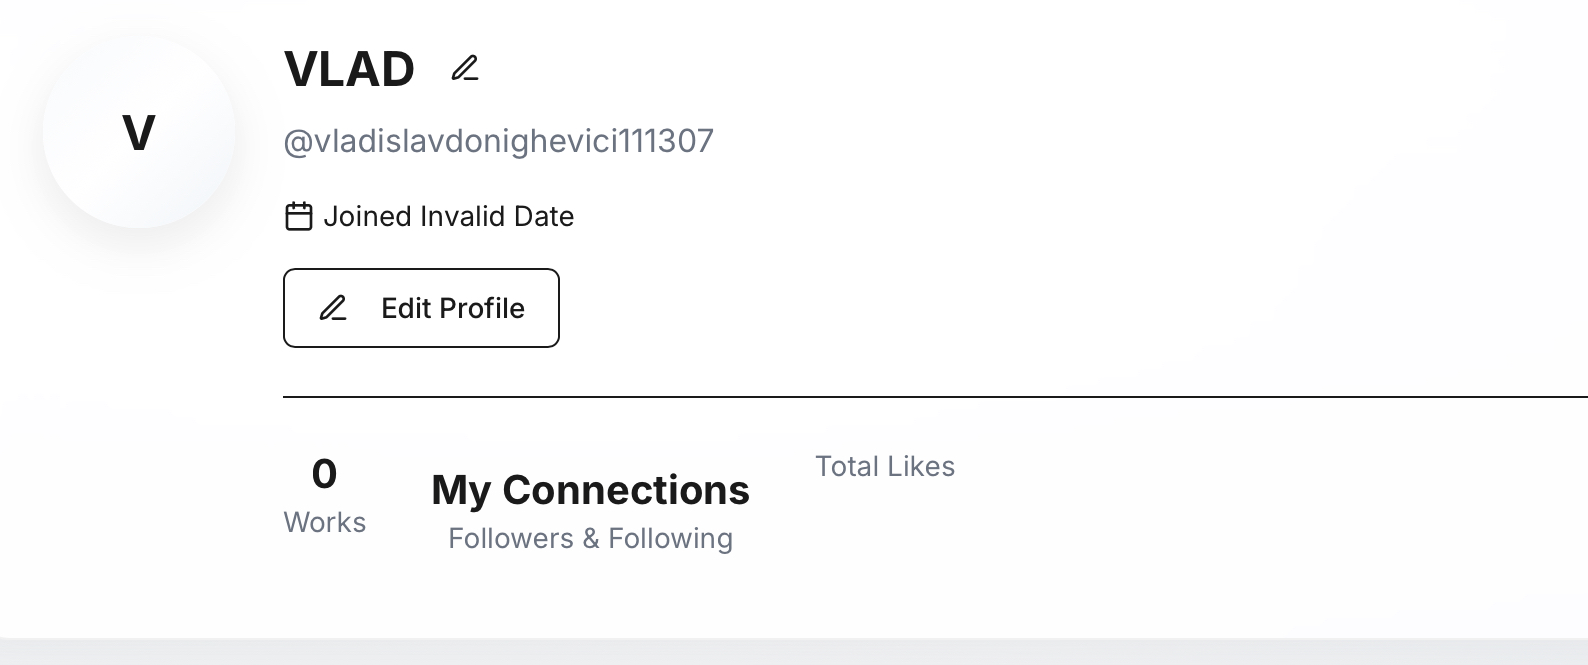 V
VLAD
@vladislavdonighevici111307
Joined Invalid Date
Edit Profile
0
Works
My Connections
Followers & Following
Total Likes